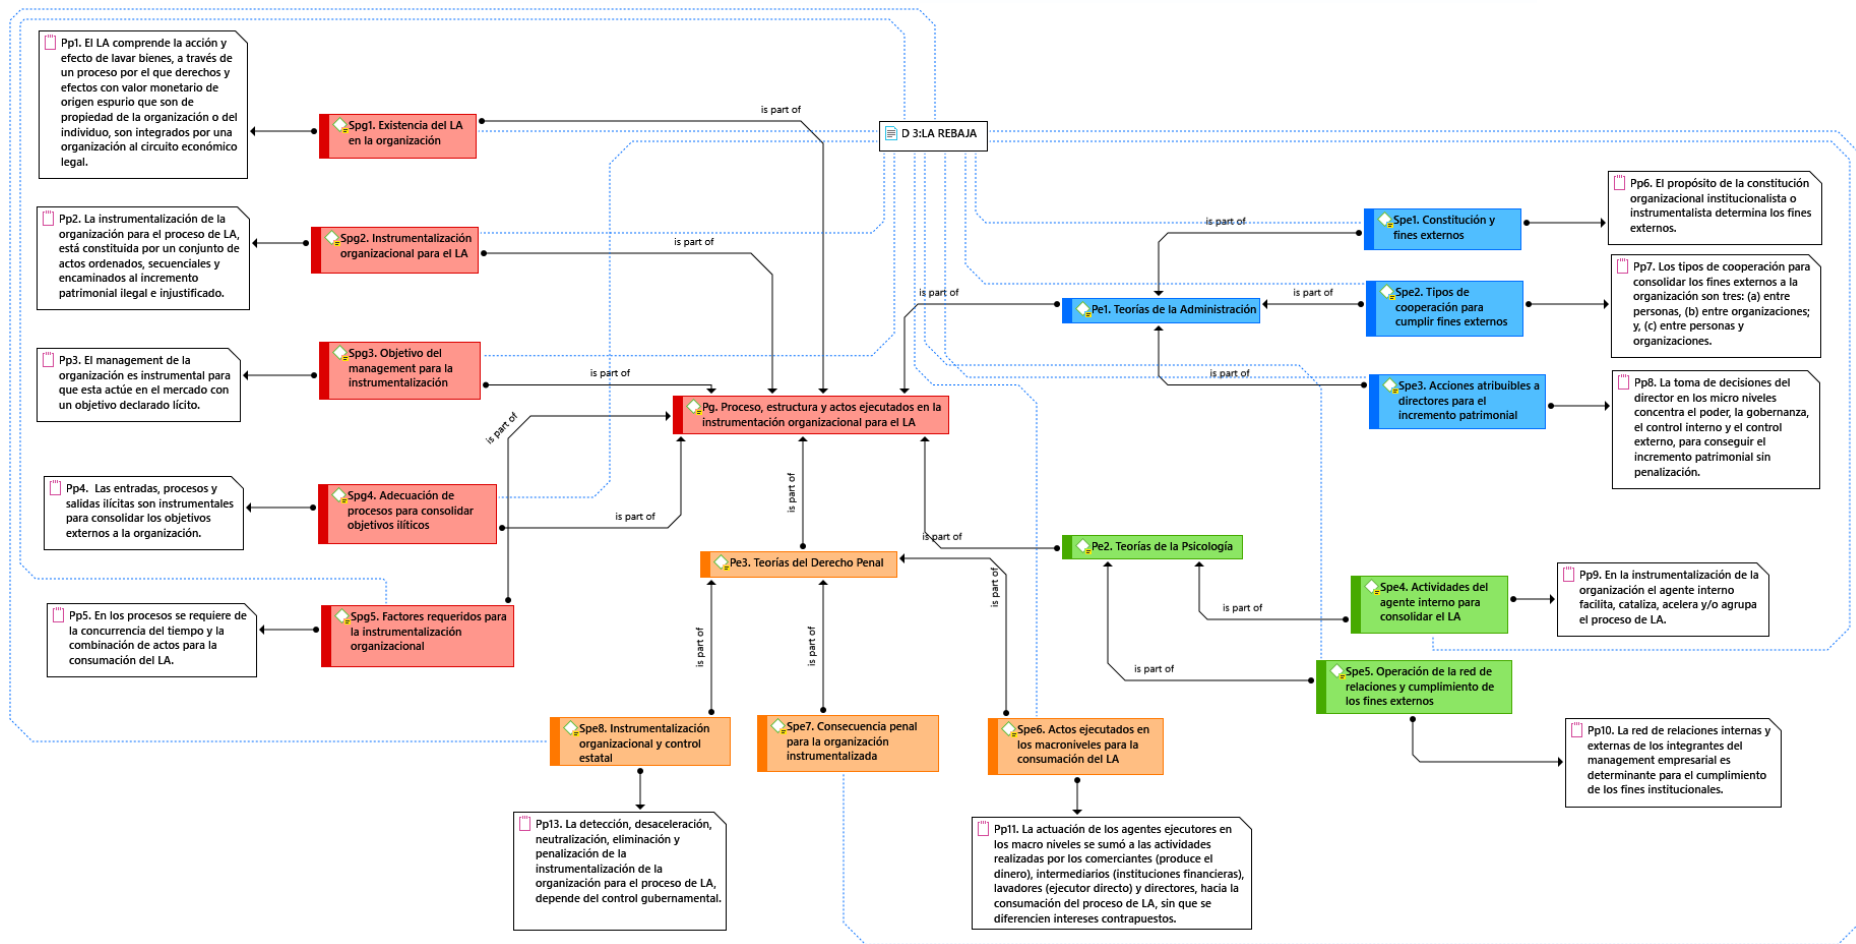 Pp1. El LA comprende la acción y
efecto de lavar bienes, a través de
un proceso por el que derechos y
efectos con valor monetario de
origen espurio que son de
propiedad de la organización o del
individuo, son integrados por una
organización al circuito económico
legal.
Spg1. Existencia del LA
en la organización
is part of
D 3:LA REBAJA
Pp2. La instrumentalización de la
organización para el proceso de LA,
está constituida por un conjunto de
actos ordenados, secuenciales y
encaminados al incremento
patrimonial ilegal e injustificado.
Spg2. Instrumentalización
organizacional para el LA
is part of
Pp3. El management de la
organización es instrumental para
que esta actúe en el mercado con
un objetivo declarado lícito.
Spg3. Objetivo del
management para la
instrumentalización
is part of
Pg. Proceso, estructura y actos ejecutados en la
instrumentación organizacional para el LA
is part of
Pp4.  Las entradas, procesos y
salidas ilícitas son instrumentales
para consolidar los objetivos
externos a la organización.
Spg4. Adecuación de
procesos para consolidar
objetivos ilíticos
is part of
Pp5. En los procesos se requiere de
la concurrencia del tiempo y la
combinación de actos para la
consumación del LA.
Spg5. Factores requeridos para
la instrumentalización
organizacional
Spe1. Constitución y
fines externos
is part of
Pp6. El propósito de la constitución
organizacional institucionalista o
instrumentalista determina los fines
externos.
Pe1. Teorías de la Administración
is part of
is part of
Spe2. Tipos de
cooperación para
cumplir fines externos
Pp7. Los tipos de cooperación para
consolidar los fines externos a la
organización son tres: (a) entre
personas, (b) entre organizaciones;
y, (c) entre personas y
organizaciones.
is part of
Spe3. Acciones atribuibles a
directores para el
incremento patrimonial
Pp8. La toma de decisiones del
director en los micro niveles
concentra el poder, la gobernanza,
el control interno y el control
externo, para conseguir el
incremento patrimonial sin
penalización.
is part of
is part of
Pe3. Teorías del Derecho Penal
Pe2. Teorías de la Psicología
is part of
is part of
Spe4. Actividades del
agente interno para
consolidar el LA
Pp9. En la instrumentalización de la
organización el agente interno
facilita, cataliza, acelera y/o agrupa
el proceso de LA.
is part of
is part of
is part of
Spe5. Operación de la red de
relaciones y cumplimiento de
los fines externos
Spe8. Instrumentalización
organizacional y control
estatal
Spe7. Consecuencia penal
para la organización
instrumentalizada
Spe6. Actos ejecutados en
los macroniveles para la
consumación del LA
Pp10. La red de relaciones internas y
externas de los integrantes del
management empresarial es
determinante para el cumplimiento
de los fines institucionales.
Pp13. La detección, desaceleración,
neutralización, eliminación y
penalización de la
instrumentalización de la
organización para el proceso de LA,
depende del control gubernamental.
Pp11. La actuación de los agentes ejecutores en
los macro niveles se sumó a las actividades
realizadas por los comerciantes (produce el
dinero), intermediarios (instituciones financieras),
lavadores (ejecutor directo) y directores, hacia la
consumación del proceso de LA, sin que se
diferencien intereses contrapuestos.